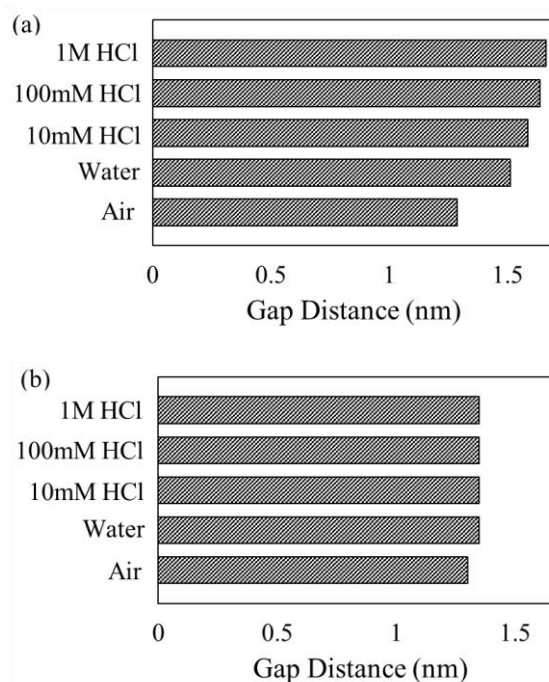 (a)
1M HCl
100mM HCl
10mM HCl
Water
Air
0 0.5 1 1.5
Gap Distance (nm)
(b)
1M HCl
100mM HCl
10mM HCl
Water
Air
0 0.5 1 1.5
Gap Distance (nm)